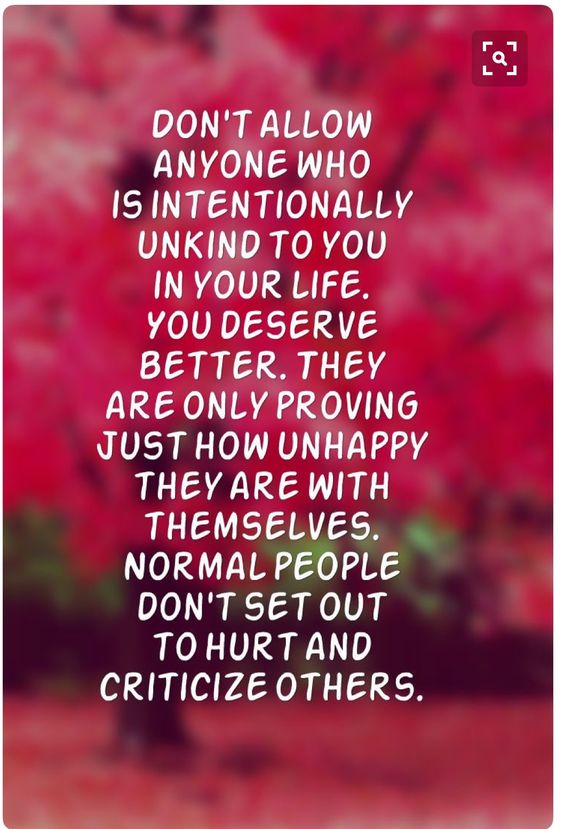 DON'T ALLOW
ANYONE WHO
IS INTENTIONALLY
UNKIND TO YOU
IN YOUR LIFE.
YOU DESERVE
BETTER. THEY
ARE ONLY PROVING
JUST HOW UNHAPPY
THEY ARE WITH
THEMSELVES.
NORMAL PEOPLE
DON'T SET OUT
TO HURT AND
CRITICIZE OTHERS.